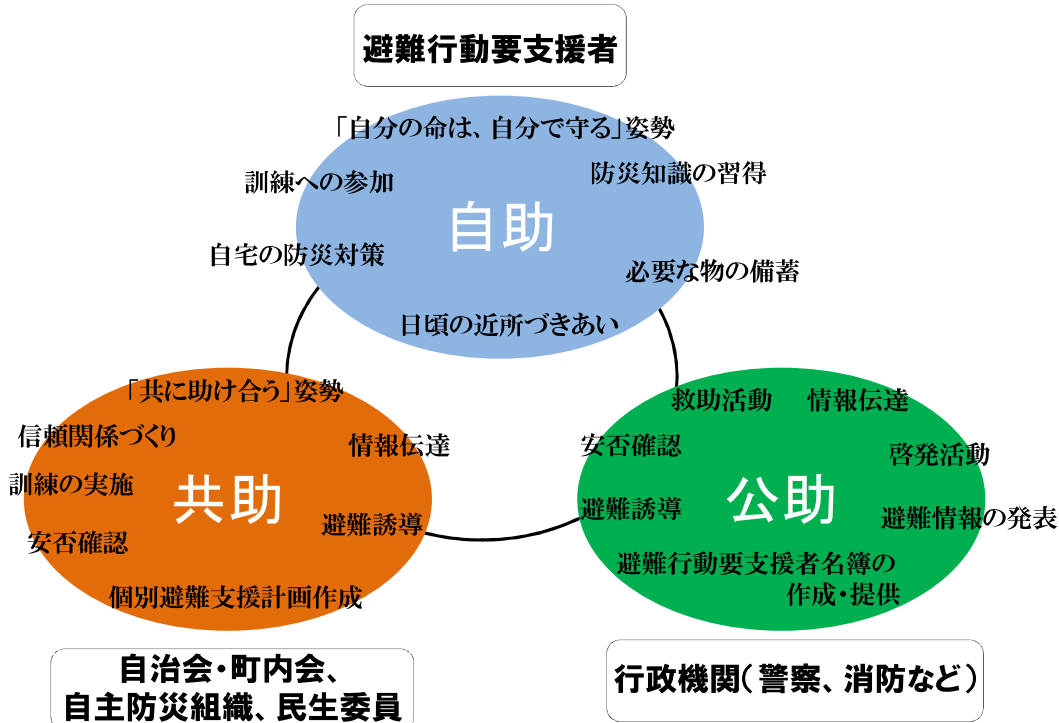 避難行動要支援者
「自分の命は、自分で守る」姿勢
訓練への参加
防災知識の習得
自助
自宅の防災対策
必要な物の備蓄
日頃の近所づきあい
「共に助け合う」姿勢
信頼関係づくり
情報伝達
訓練の実施
共助
避難誘導
安否確認
個別避難支援計画作成
自治会・町内会、
自主防災組織、民生委員
救助活動
情報伝達
安否確認
啓発活動
公助
避難誘導
避難情報の発表
避難行動要支援者名簿の
作成・提供
行政機関(警察、消防など)